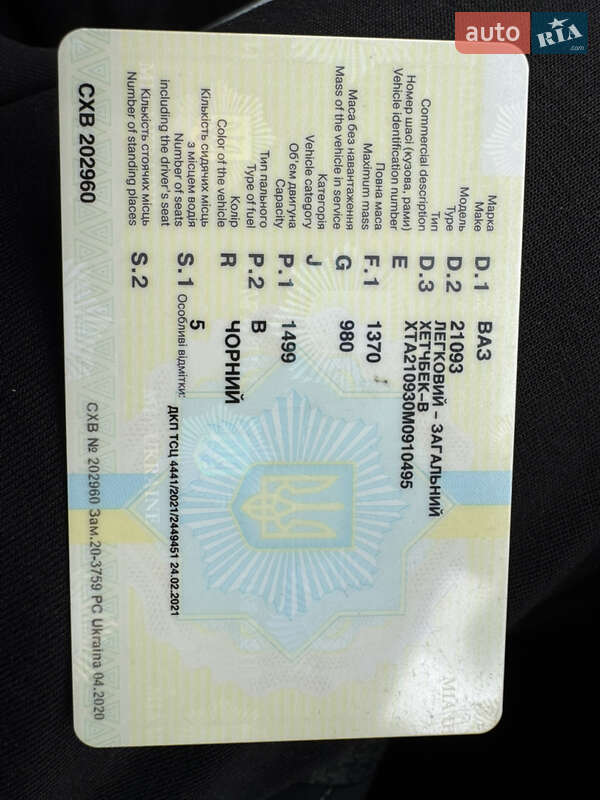 auto RIA .com
Марка
Make D.1 ВАЗ
Модель
Type D.2 21093
Тип ЛЕГКОВИЙ – ЗАГАЛЬНИЙ
Commercial description D.3 ХЕТЧБЕК–В
Номер шасі (кузова, рами)
Vehicle identification number E XTA210930M0910495
Повна маса
Maximum mass F.1 1370
Маса без навантаження
Mass of the vehicle in service G 980
Категорія
Vehicle category J
Об'єм двигуна
Capacity P.1 1499
Тип пального
Type of fuel P.2 B
Колір
Color of the vehicle R ЧОРНИЙ
Кількість сидячих місць
з місцем водія
Number of seats
including the driver's seat S.1 5
Особливі відмітки:
ДКП ТСЦ 4441/2021/2449451 24.02.2021
Кількість стоячих місць
Number of standing places S.2
СХВ 202960
СХВ № 202960 Зам.20-3759 РС Ukraina 04.2020